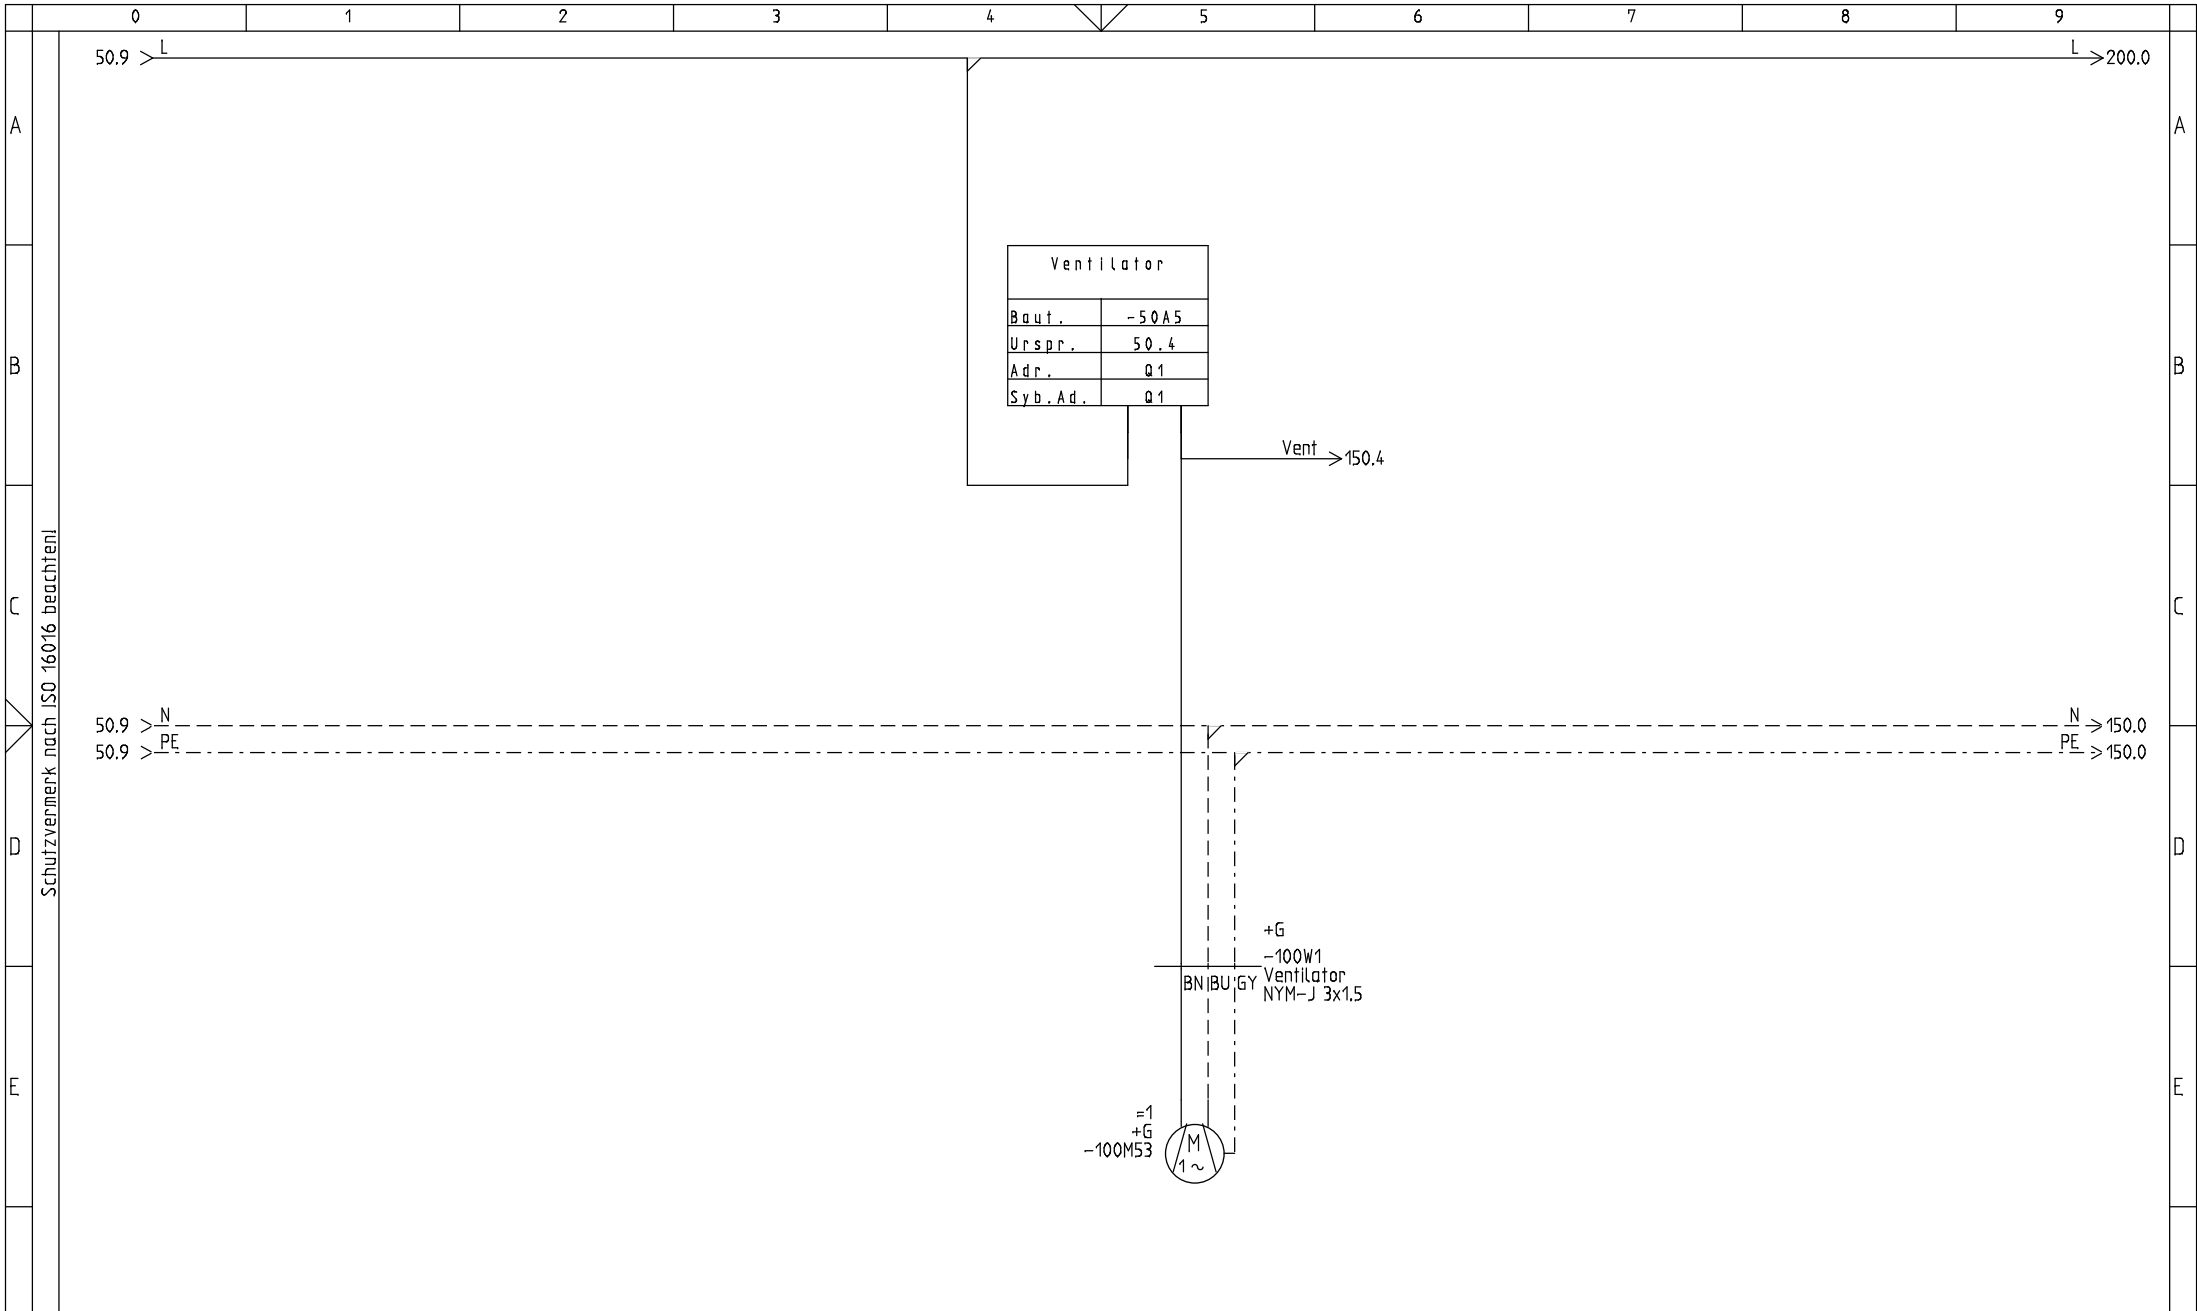 0 1 2 3 4 5 6 7 8 9
L L
50.9 200.0
A A
Ventilator
Baut. -50A5
Urspr. 50.4
Adr. Q1
Syb.Ad. Q1
B B
Vent
150.4
Schutzvermerk nach ISO 16016 beachten!
C C
N N
50.9 150.0
PE PE
50.9 150.0
D D
+G
-100W1
Ventilator
NYM-J 3x1.5
BN BU GY
E E
=1
+G
-100M53
M
1~